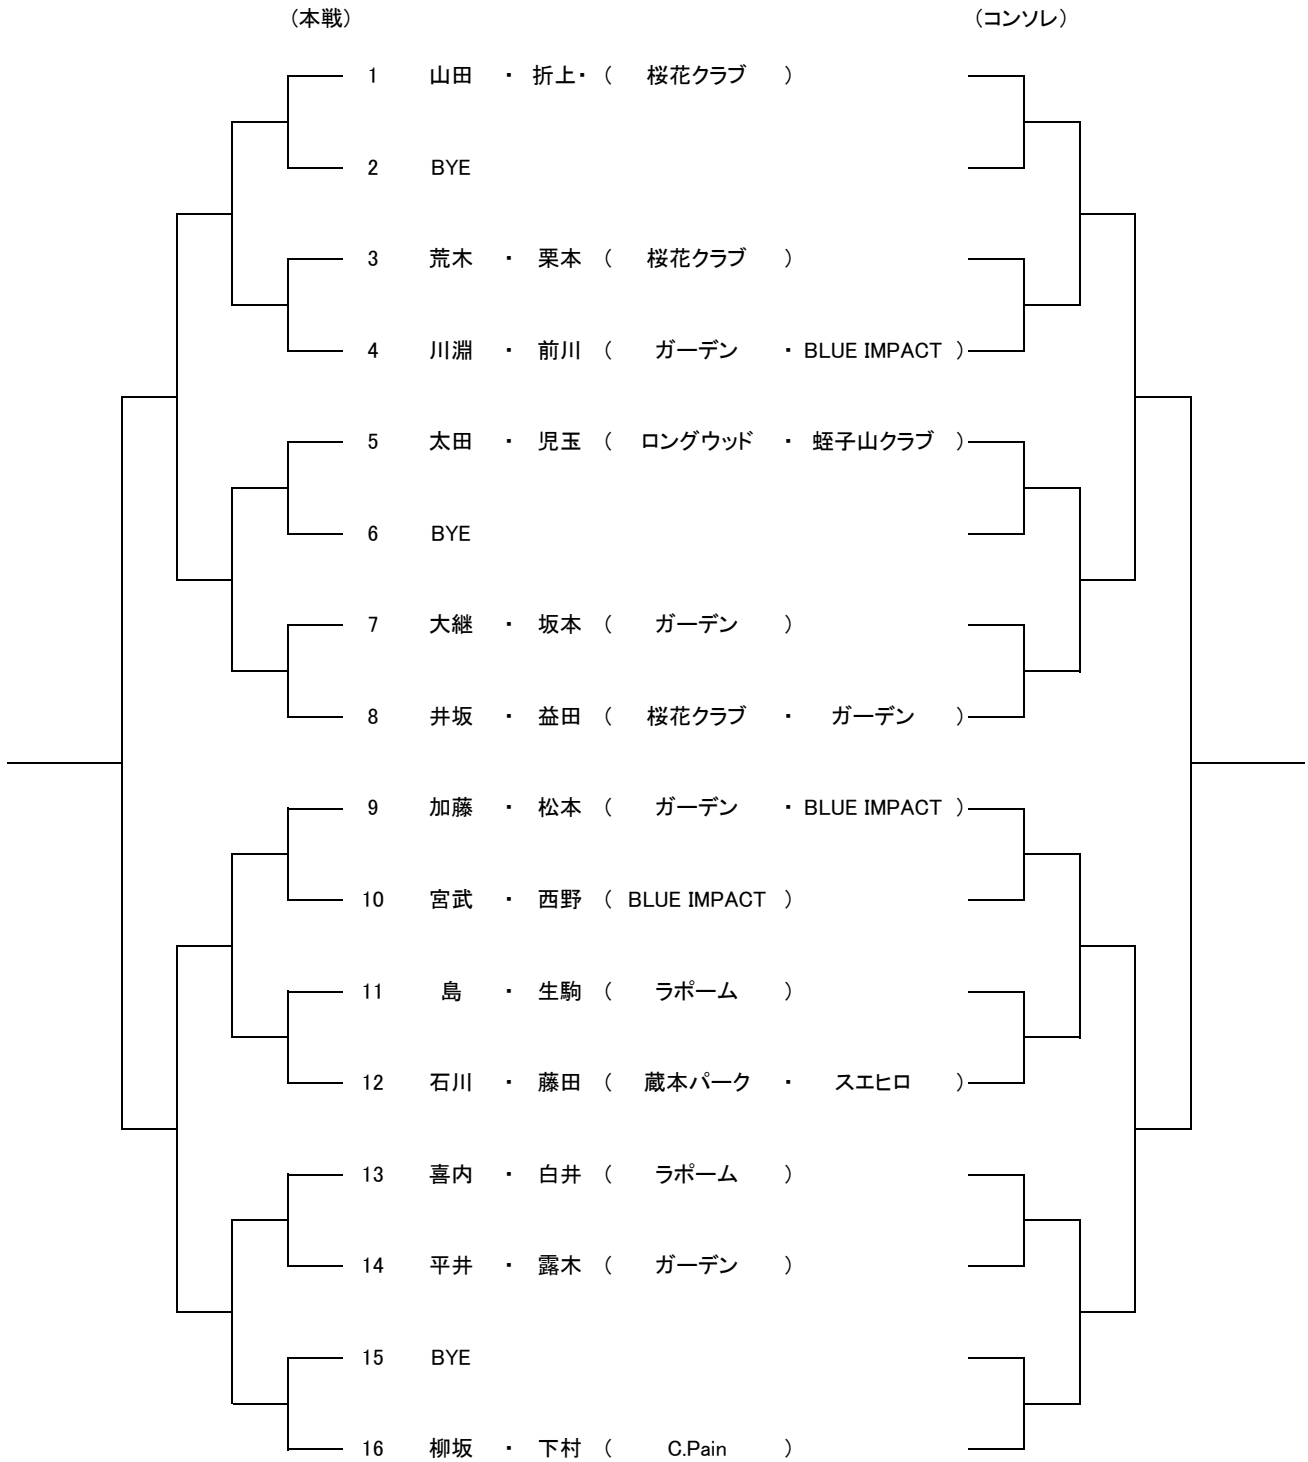 （本戦） （コンソレ）
1 山田 ・ 折上・ （ 桜花クラブ ）
2 BYE
3 荒木 ・ 栗本 （ 桜花クラブ ）
4 川淵 ・ 前川 （ ガーデン ・ BLUE IMPACT ）
5 太田 ・ 児玉 （ ロングウッド ・ 蛭子山クラブ ）
6 BYE
7 大継 ・ 坂本 （ ガーデン ）
8 井坂 ・ 益田 （ 桜花クラブ ・ ガーデン ）
9 加藤 ・ 松本 （ ガーデン ・ BLUE IMPACT ）
10 宮武 ・ 西野 （ BLUE IMPACT ）
11 島 ・ 生駒 （ ラポーム ）
12 石川 ・ 藤田 （ 蔵本パーク ・ スエヒロ ）
13 喜内 ・ 白井 （ ラポーム ）
14 平井 ・ 露木 （ ガーデン ）
15 BYE
16 柳坂 ・ 下村 （ C.Pain ）